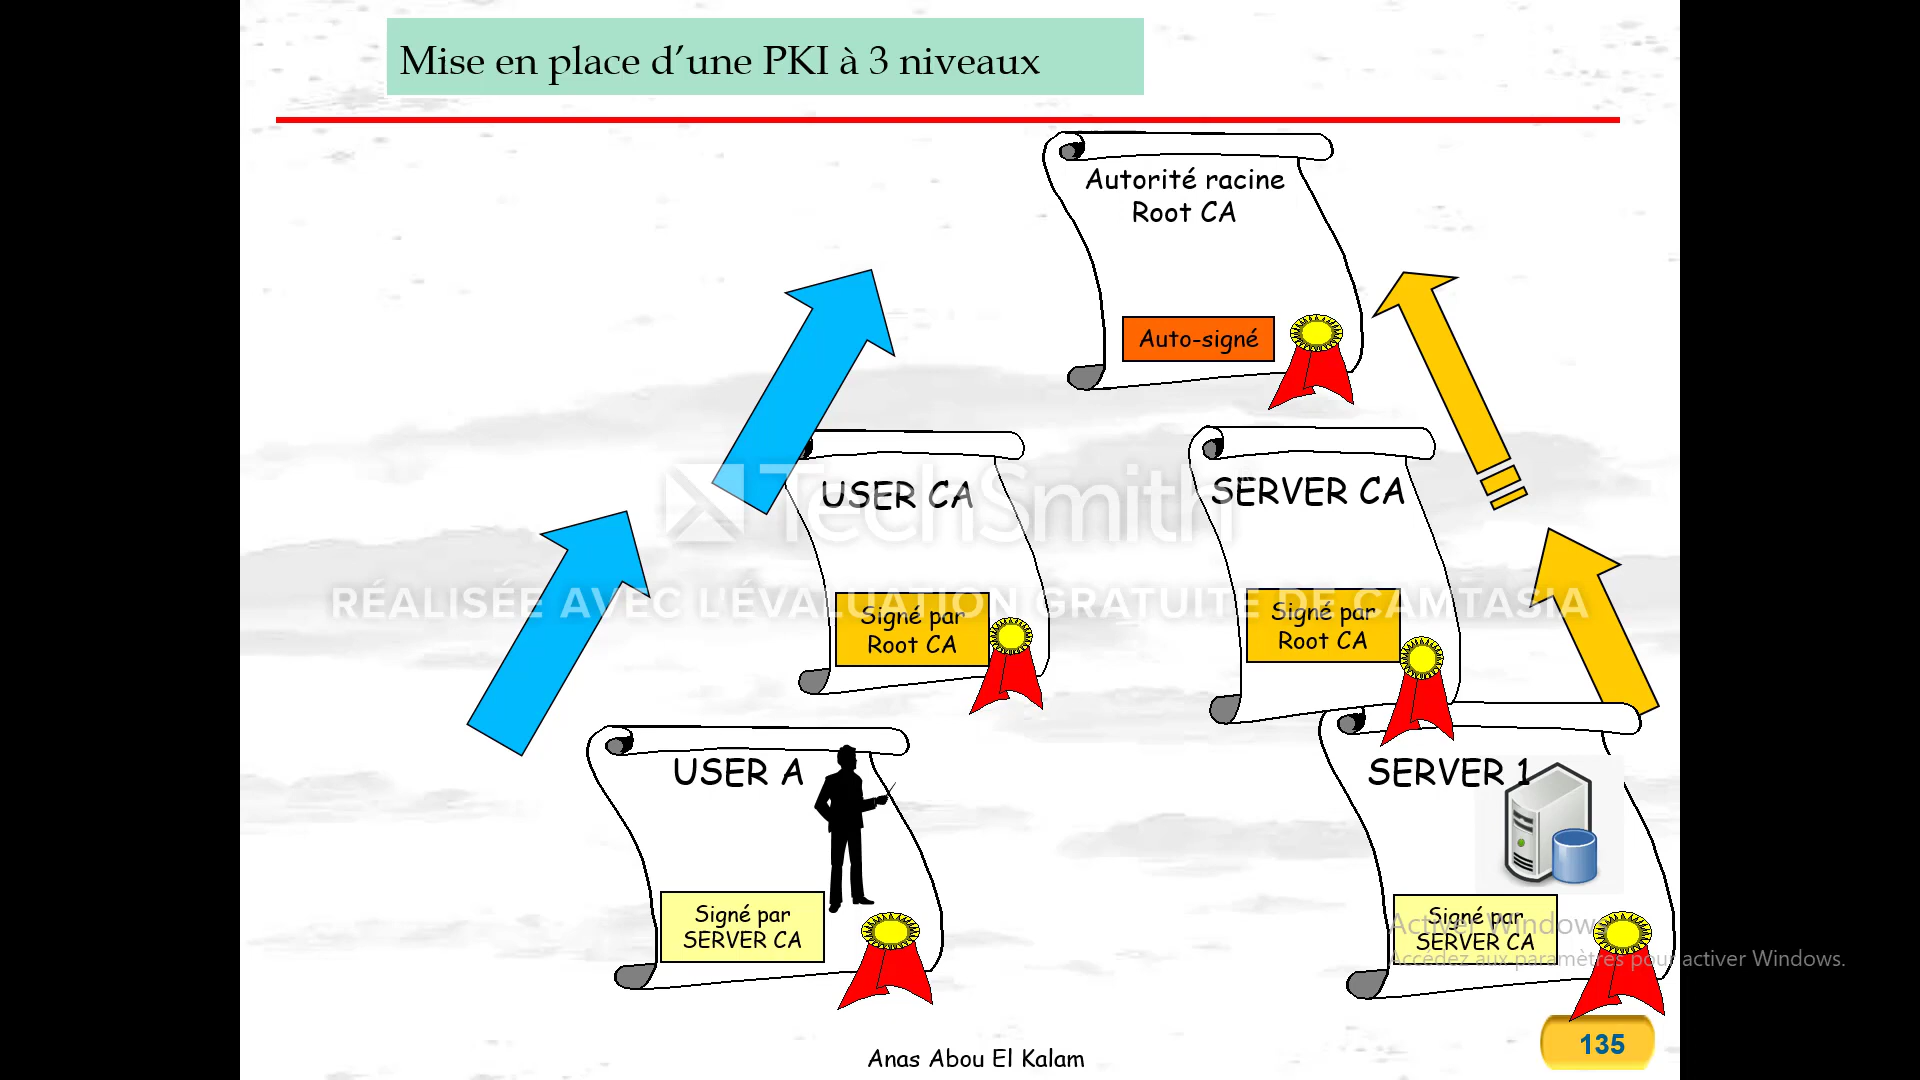 Mise en place d’une PKI à 3 niveaux
Autorité racine
Root CA
Auto-signé
USER CA
SERVER CA
TechSmith
RÉALISÉE AVEC L'ÉVALUATION GRATUITE DE CAMTASIA
Signé par
Root CA
Signé par
Root CA
USER A
SERVER 1
Signé par
SERVER CA
Signé par
SERVER CA
Activer Windows
Accédez aux paramètres pour activer Windows.
135
Anas Abou El Kalam